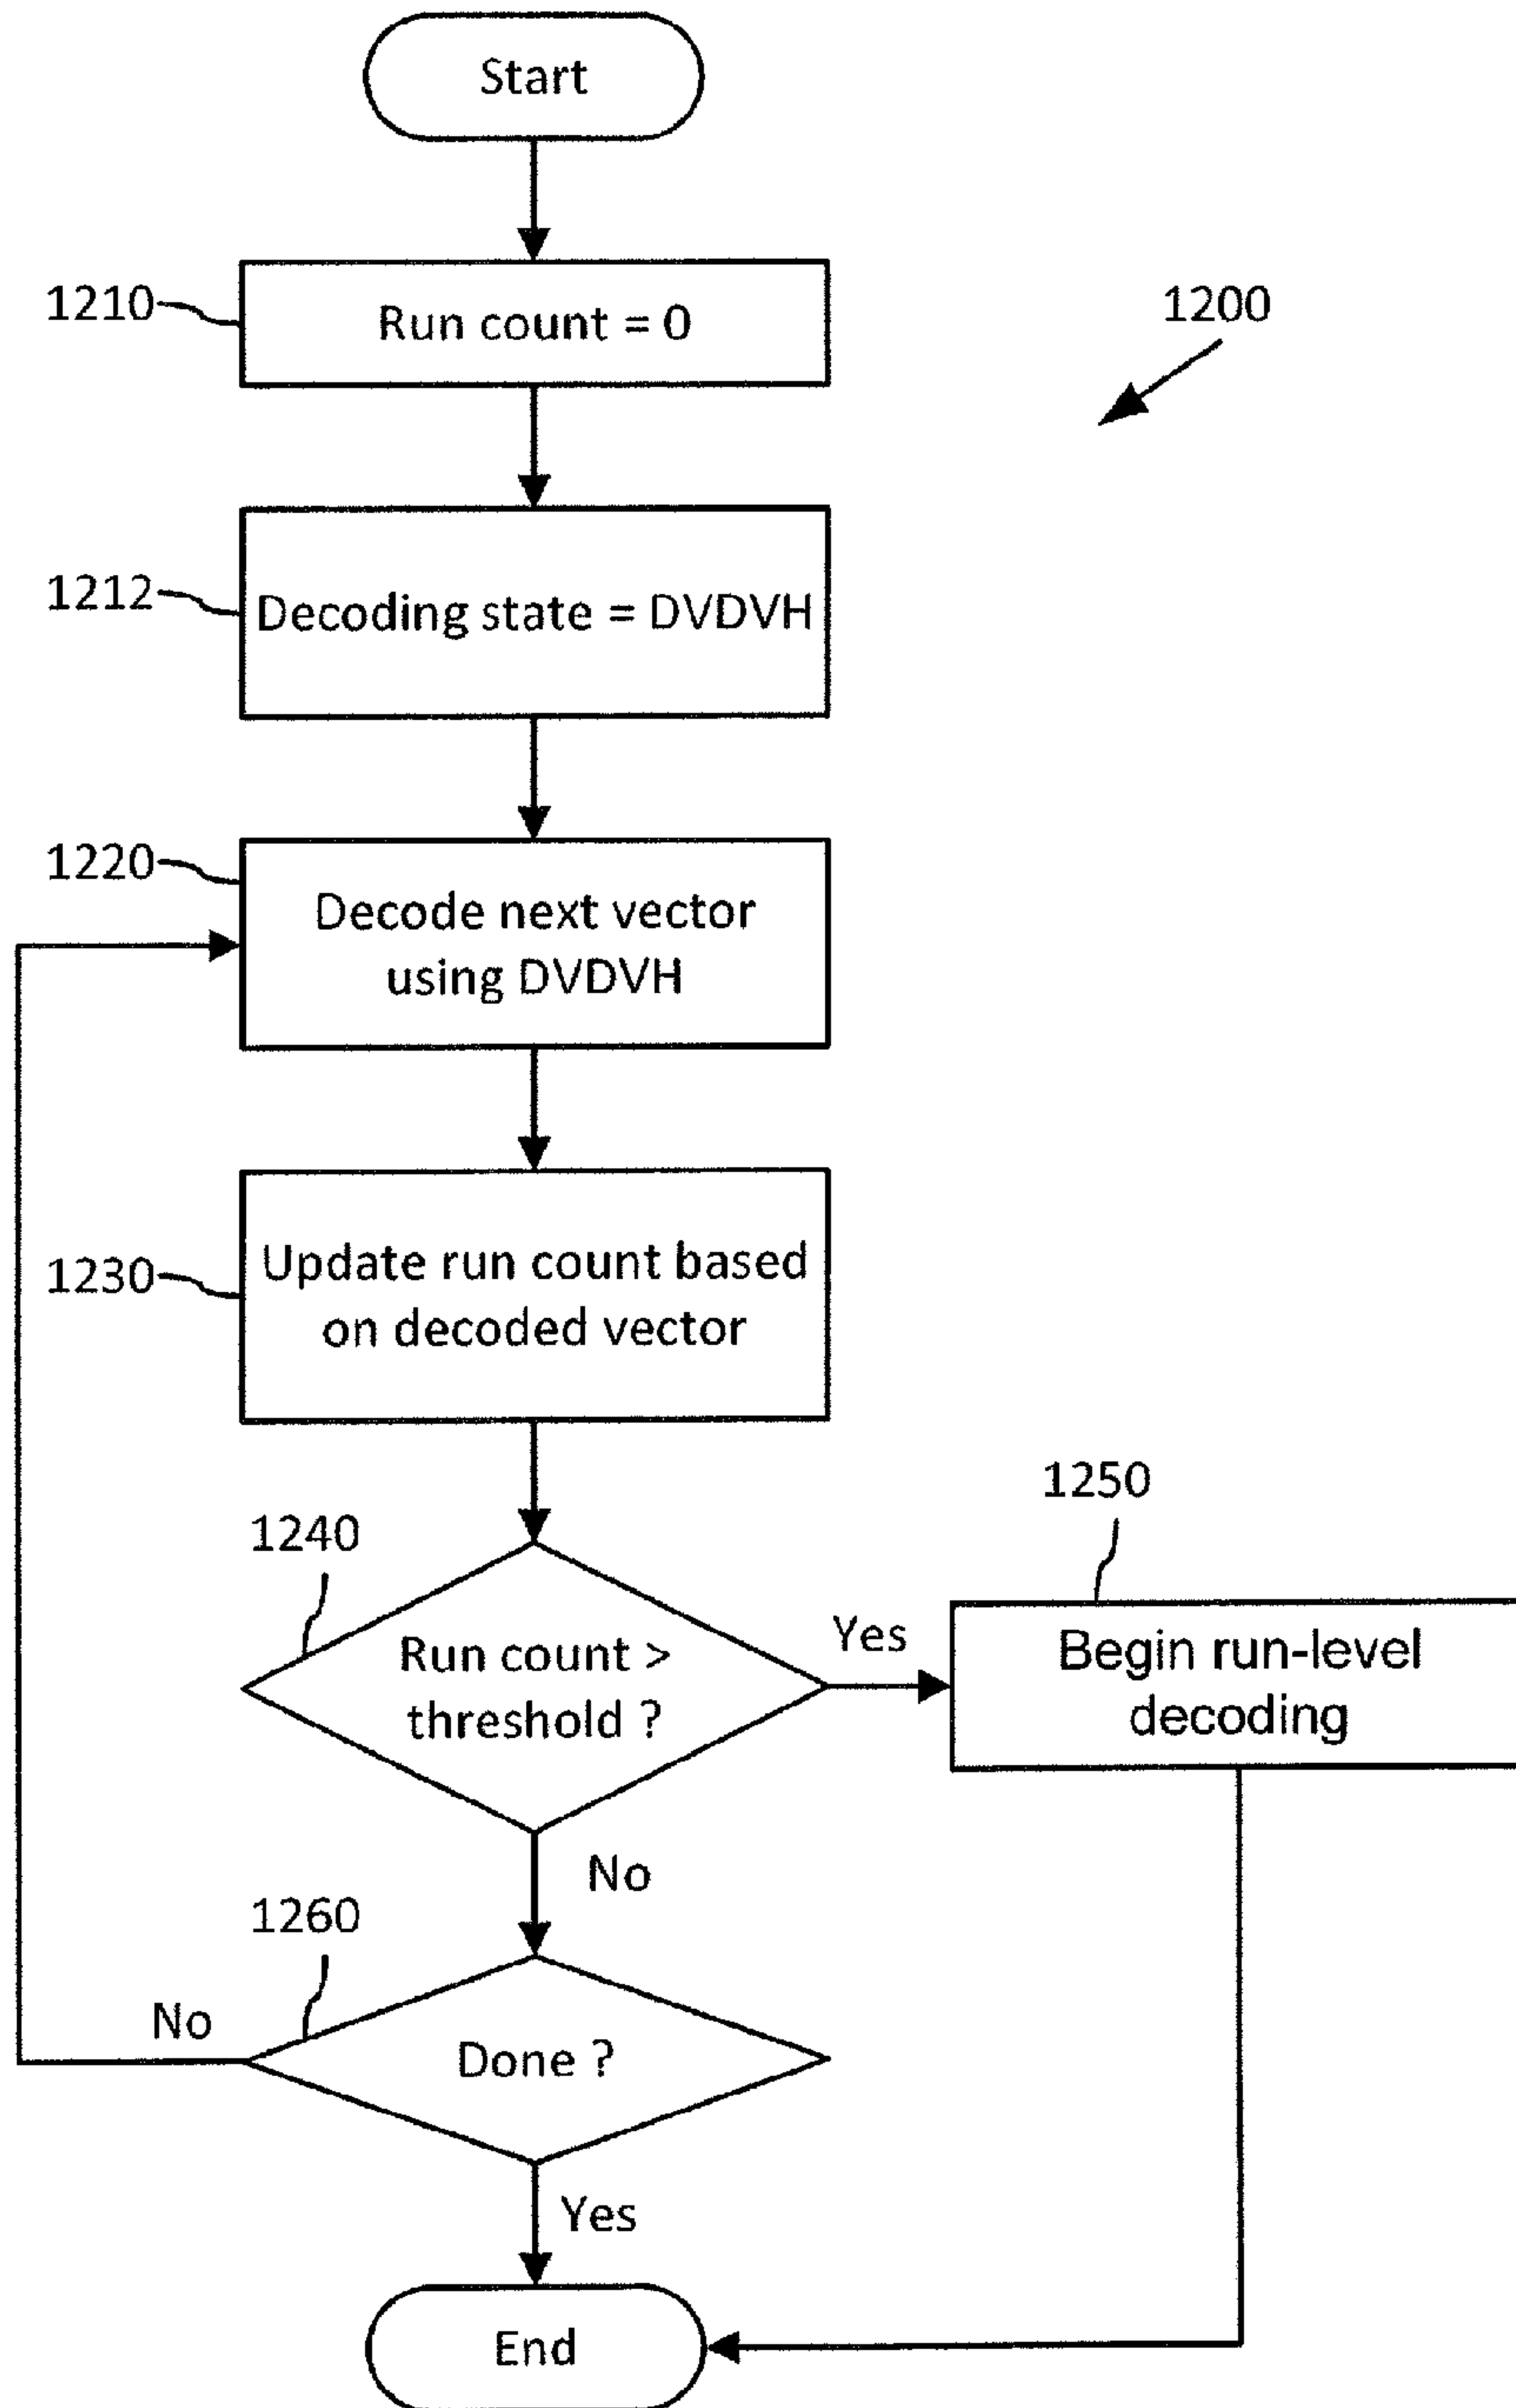 Start
1210
Run count = 0
1200
1212
Decoding state = DVDVH
1220
Decode next vector
using DVDVH
1230
Update run count based
on decoded vector
1240
Run count >
threshold ?
Yes
1250
Begin run-level
decoding
No
1260
No
Done ?
Yes
End